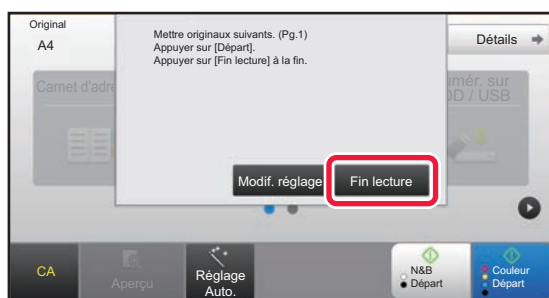 Original
A4
Mettre originaux suivants. (Pg.1)
Appuyer sur [Départ].
Appuyer sur [Fin lecture] à la fin.
Détails
Carnet d'adre
mér. sur
DD / USB
Modif. réglage
Fin lecture
CA
Aperçu
Réglage
Auto.
N&B
Départ
Couleur
Départ